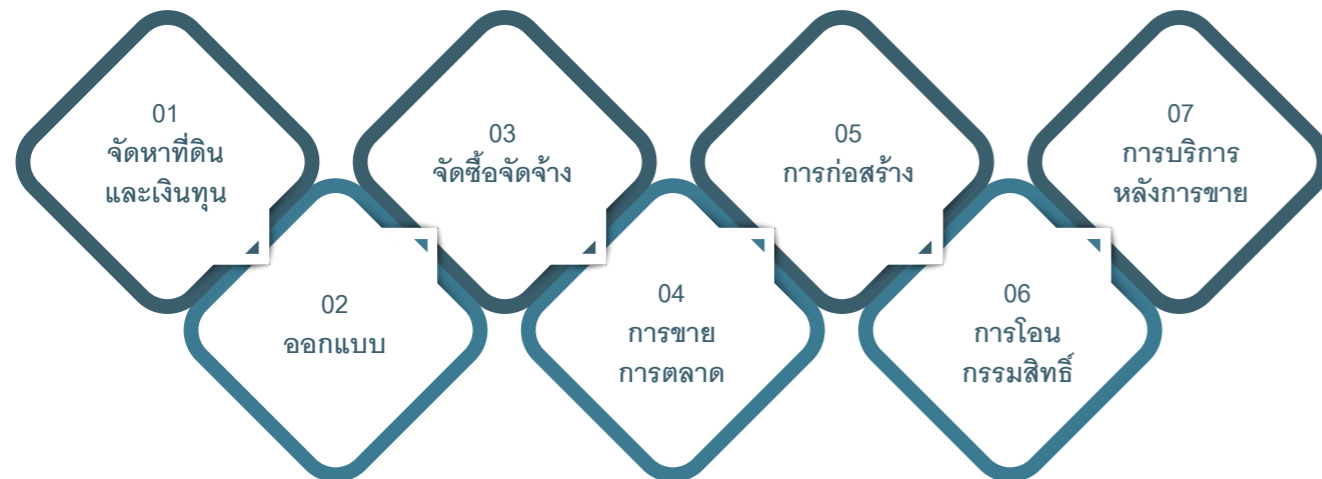 01
จัดหาที่ดิน
และเงินทุน
02
ออกแบบ
03
จัดซื้อจัดจ้าง
04
การขาย
การตลาด
05
การก่อสร้าง
06
การโอน
กรรมสิทธิ์
07
การบริการ
หลังการขาย